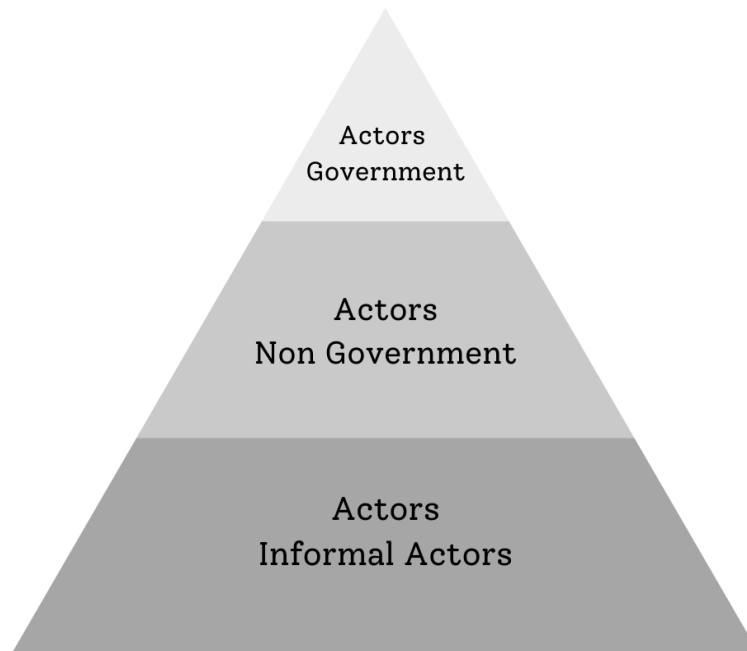 Actors
Government
Actors
Non Government
Actors
Informal Actors